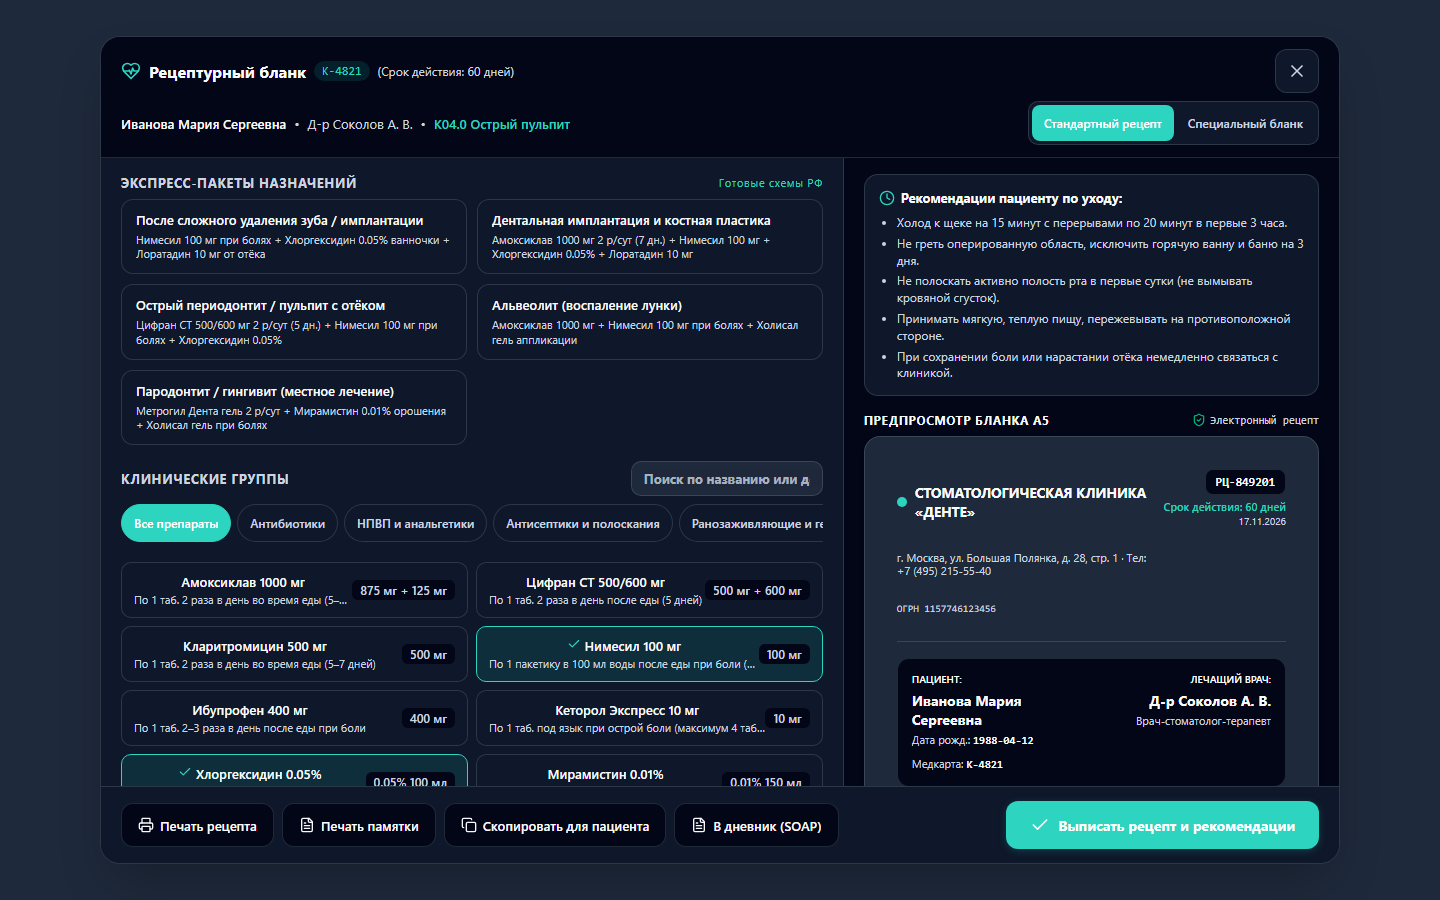 Рецептурный бланк К-4821 (Срок действия: 60 дней)
Иванова Мария Сергеевна • Д-р Соколов А. В. • К04.0 Острый пульпит
Стандартный рецепт Специальный бланк
ЭКСПРЕСС-ПАКЕТЫ НАЗНАЧЕНИЙ
Готовые схемы РФ
После сложного удаления зуба / имплантации
Нимесил 100 мг при болях + Хлоргексидин 0.05% ванночки +
Лоратадин 10 мг от отёка
Дентальная имплантация и костная пластика
Амоксиклав 1000 мг 2 р/сут (7 дн.) + Нимесил 100 мг +
Хлоргексидин 0.05% + Лоратадин 10 мг
Острый периодонтит / пульпит с отёком
Цифран СТ 500/600 мг 2 р/сут (5 дн.) + Нимесил 100 мг при
болях + Хлоргексидин 0.05%
Альвеолит (воспаление лунки)
Амоксиклав 1000 мг + Нимесил 100 мг при болях + Холисал
гель аппликации
Пародонтит / гингивит (местное лечение)
Метрогил Дента гель 2 р/сут + Мирамистин 0.01% орошения
+ Холисал гель при болях
КЛИНИЧЕСКИЕ ГРУППЫ
Поиск по названию или д
Все препараты
Антибиотики
НПВП и анальгетики
Антисептики и полоскания
Ранозаживляющие и ге
Амоксиклав 1000 мг
По 1 таб. 2 раза в день во время еды (5–...
875 мг + 125 мг
Цифран СТ 500/600 мг
По 1 таб. 2 раза в день после еды (5 дней)
500 мг + 600 мг
Кларитромицин 500 мг
По 1 таб. 2 раза в день во время еды (5–7 дней)
500 мг
Нимесил 100 мг
По 1 пакетику в 100 мл воды после еды при боли (...
100 мг
Ибупрофен 400 мг
По 1 таб. 2–3 раза в день после еды при боли
400 мг
Кеторол Экспресс 10 мг
По 1 таб. под язык при острой боли (максимум 4 таб...
10 мг
Хлоргексидин 0.05%
0.05% 100 мл
Мирамистин 0.01%
0.01% 150 мл
Рекомендации пациенту по уходу:
• Холод к щеке на 15 минут с перерывами по 20 минут в первые 3 часа.
• Не греть оперированную область, исключить горячую ванну и баню на 3
дня.
• Не полоскать активно полость рта в первые сутки (не вымывать
кровяной сгусток).
• Принимать мягкую, теплую пищу, пережевывать на противоположной
стороне.
• При сохранении боли или нарастании отёка немедленно связаться с
клиникой.
ПРЕДПРОСМОТР БЛАНКА А5
Электронный рецепт
СТОМАТОЛОГИЧЕСКАЯ КЛИНИКА
«ДЕНТЕ»
РЦ-849201
Срок действия: 60 дней
17.11.2026
г. Москва, ул. Большая Полянка, д. 28, стр. 1 · Тел:
+7 (495) 215-55-40
ОГРН 1157746123456
ПАЦИЕНТ:
Иванова Мария
Сергеевна
Дата рожд.: 1988-04-12
Медкарта: К-4821
ЛЕЧАЩИЙ ВРАЧ:
Д-р Соколов А. В.
Врач-стоматолог-терапевт
Печать рецепта
Печать памятки
Скопировать для пациента
В дневник (SOAP)
Выписать рецепт и рекомендации